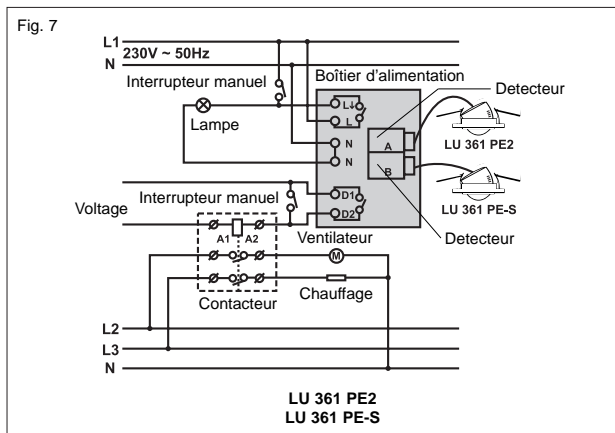 Fig. 7
L1
230V ~ 50Hz
N
Interrupteur manuel
Boîtier d'alimentation
Detecteur
L↓
L
Lampe
N
A
LU 361 PE2
N
B
Interrupteur manuel
D1
LU 361 PE-S
Voltage
D2
Detecteur
A1 A2
Ventilateur
M
Chauffage
Contacteur
L2
L3
N
LU 361 PE2
LU 361 PE-S